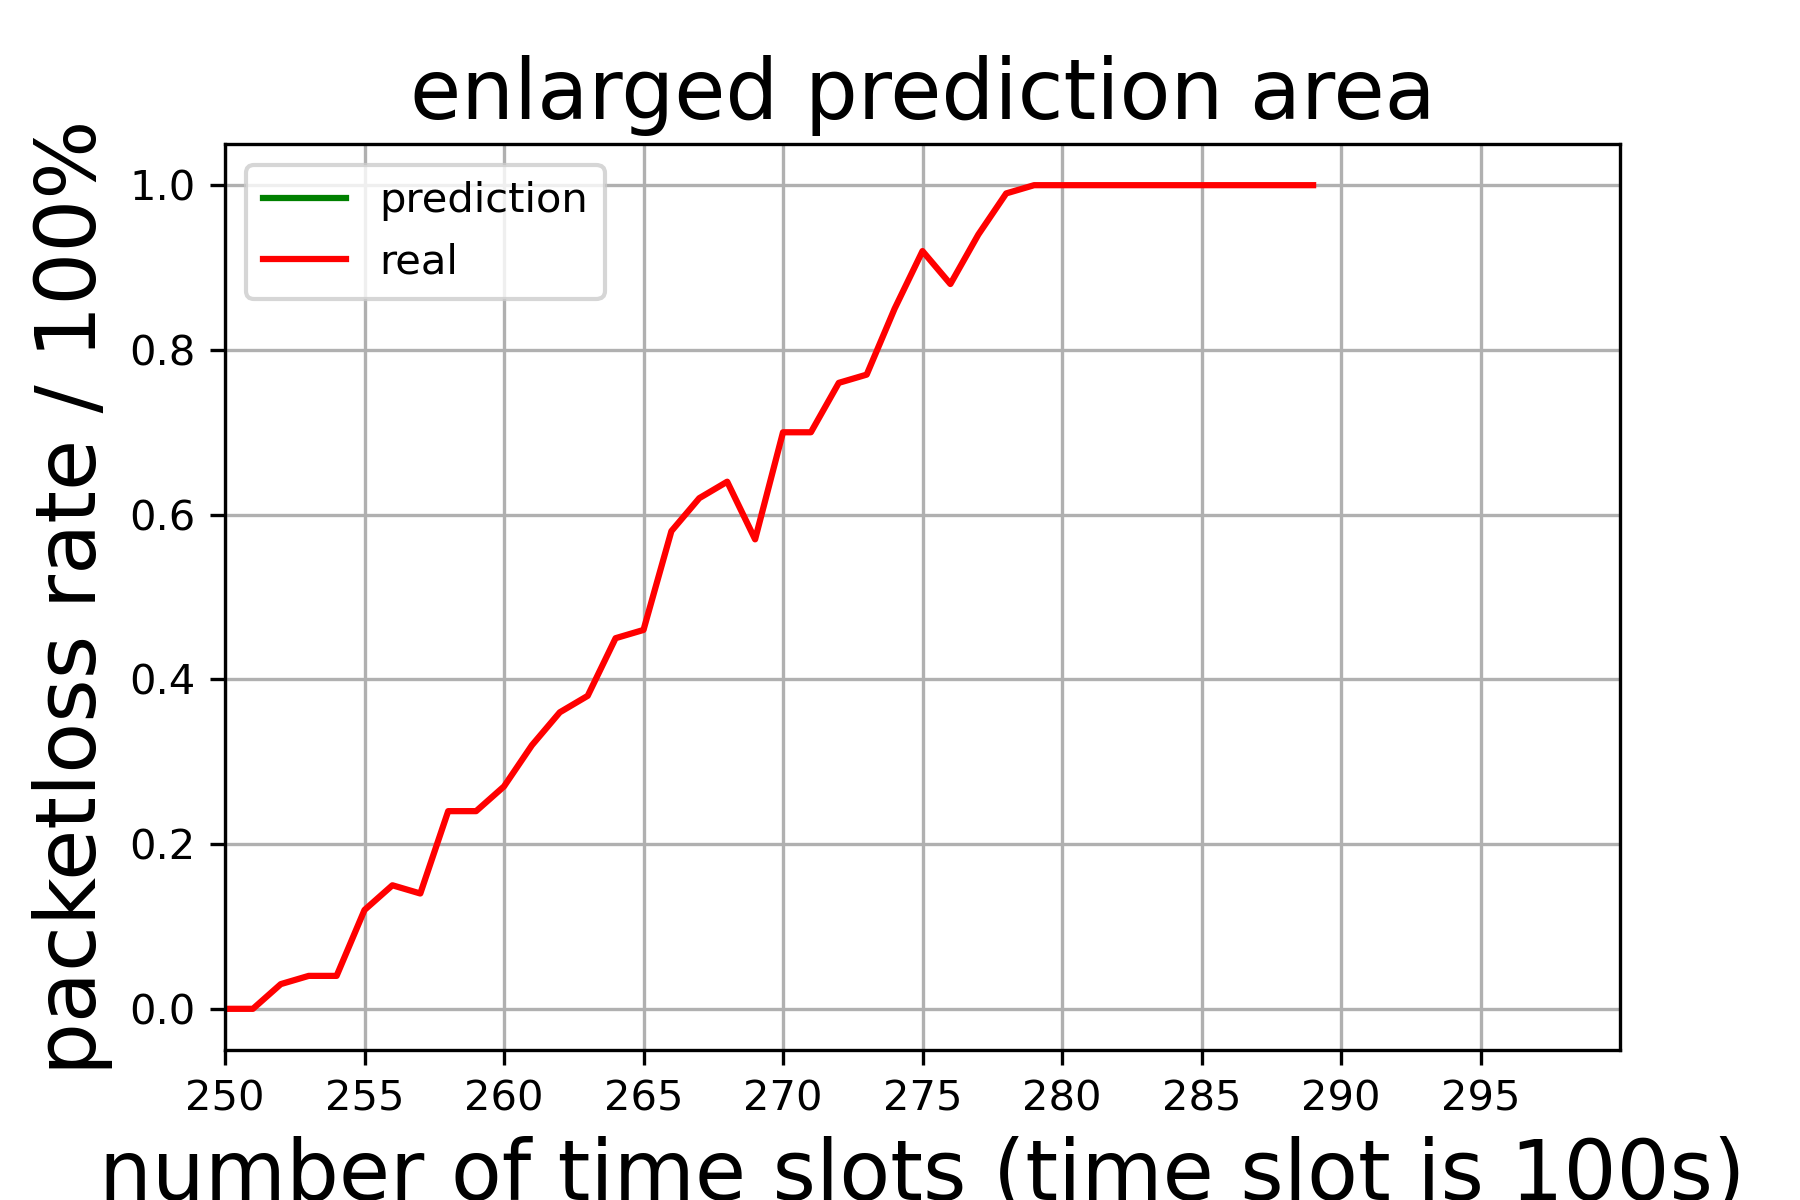 enlarged prediction area
packetloss rate / 100%
prediction
real
1.0
0.8
0.6
0.4
0.2
0.0
250 255 260 265 270 275 280 285 290 295
number of time slots (time slot is 100s)